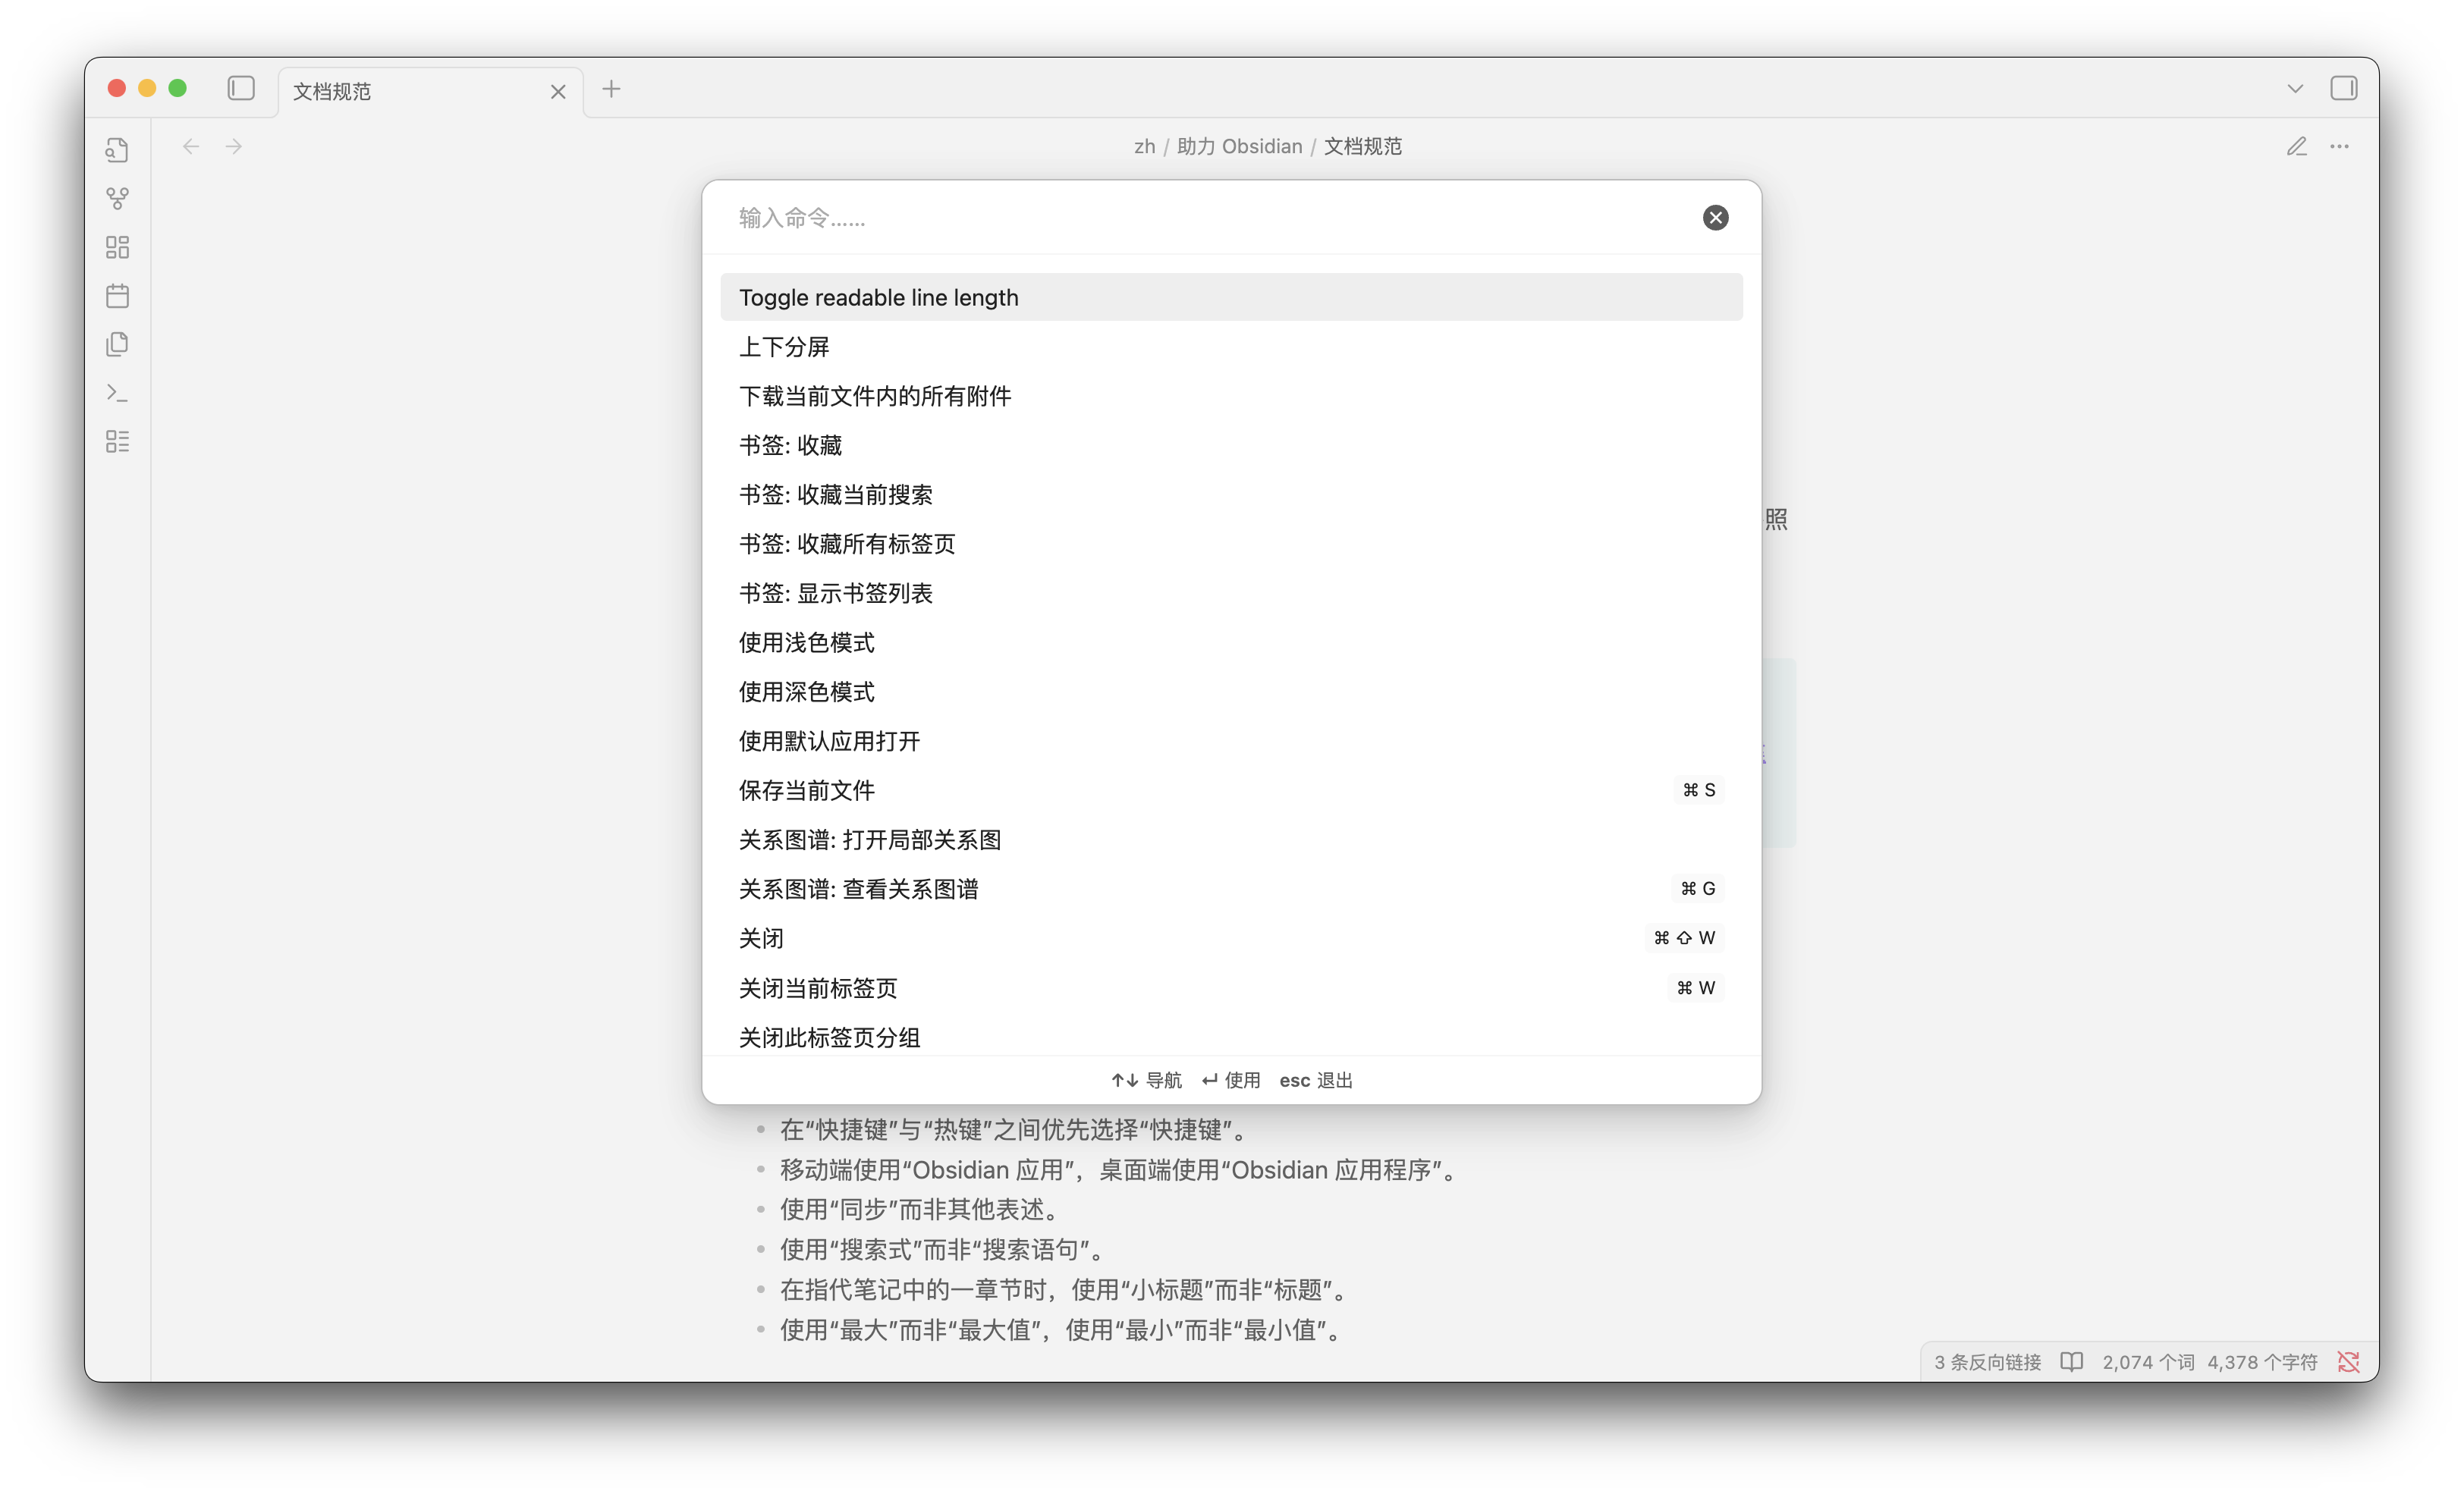 文档规范
zh / 助力 Obsidian / 文档规范
输入命令......
Toggle readable line length
上下分屏
下载当前文件内的所有附件
书签: 收藏
书签: 收藏当前搜索
书签: 收藏所有标签页
书签: 显示书签列表
使用浅色模式
使用深色模式
使用默认应用打开
保存当前文件 ⌘ S
关系图谱: 打开局部关系图
关系图谱: 查看关系图谱 ⌘ G
关闭 ⌘ ⇧ W
关闭当前标签页 ⌘ W
关闭此标签页分组
↑↓ 导航 ↵ 使用 esc 退出
照
在“快捷键”与“热键”之间优先选择“快捷键”。
移动端使用“Obsidian 应用”，桌面端使用“Obsidian 应用程序”。
使用“同步”而非其他表述。
使用“搜索式”而非“搜索语句”。
在指代笔记中的一章节时，使用“小标题”而非“标题”。
使用“最大”而非“最大值”，使用“最小”而非“最小值”。
3 条反向链接 2,074 个词 4,378 个字符